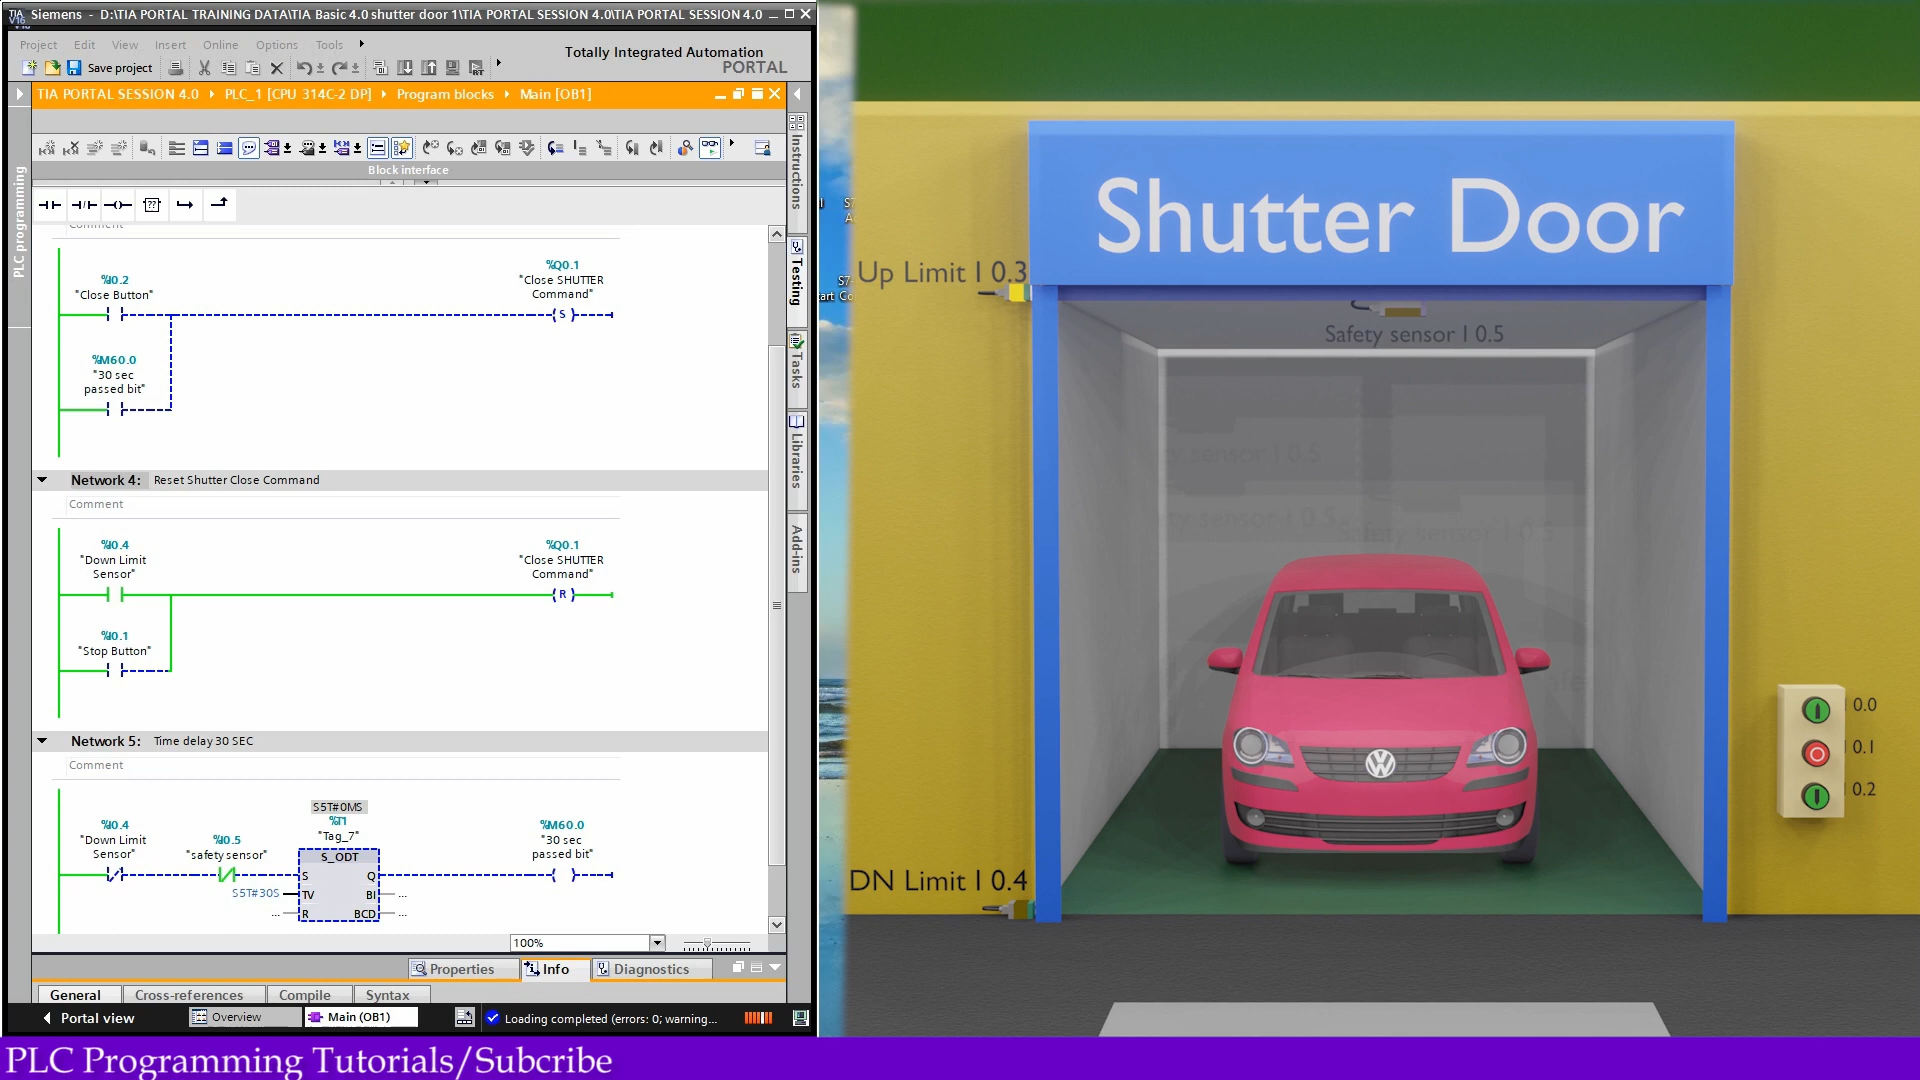 Siemens - D:\TIA PORTAL TRAINING DATA\TIA Basic 4.0 shutter door 1\TIA PORTAL SESSION 4.0\TIA PORTAL SESSION 4.0
Project Edit View Insert Online Options Tools
Totally Integrated Automation
PORTAL
Save project
TIA PORTAL SESSION 4.0 PLC_1 [CPU 314C-2 DP] Program blocks Main [OB1]
Block interface
PLC programming
Instructions
Testing
Tasks
Libraries
Add-ins
Comment
%I0.2
"Close Button"
%Q0.1
"Close SHUTTER
Command"
S
%M60.0
"30 sec
passed bit"
Network 4: Reset Shutter Close Command
Comment
%I0.4
"Down Limit
Sensor"
%Q0.1
"Close SHUTTER
Command"
R
%I0.1
"Stop Button"
Network 5: Time delay 30 SEC
Comment
S5T#0MS
%T1
"Tag_7"
%I0.4
"Down Limit
Sensor"
%I0.5
"safety sensor"
S_ODT
%M60.0
"30 sec
passed bit"
S Q
S5T#30S TV BI ...
... R BCD ...
100%
Properties Info Diagnostics
General Cross-references Compile Syntax
Portal view Overview Main (OB1) Loading completed (errors: 0; warning...
Shutter Door
Up Limit I 0.3
Safety sensor I 0.5
DN Limit I 0.4
I 0.0
I 0.1
I 0.2
PLC Programming Tutorials/Subcribe